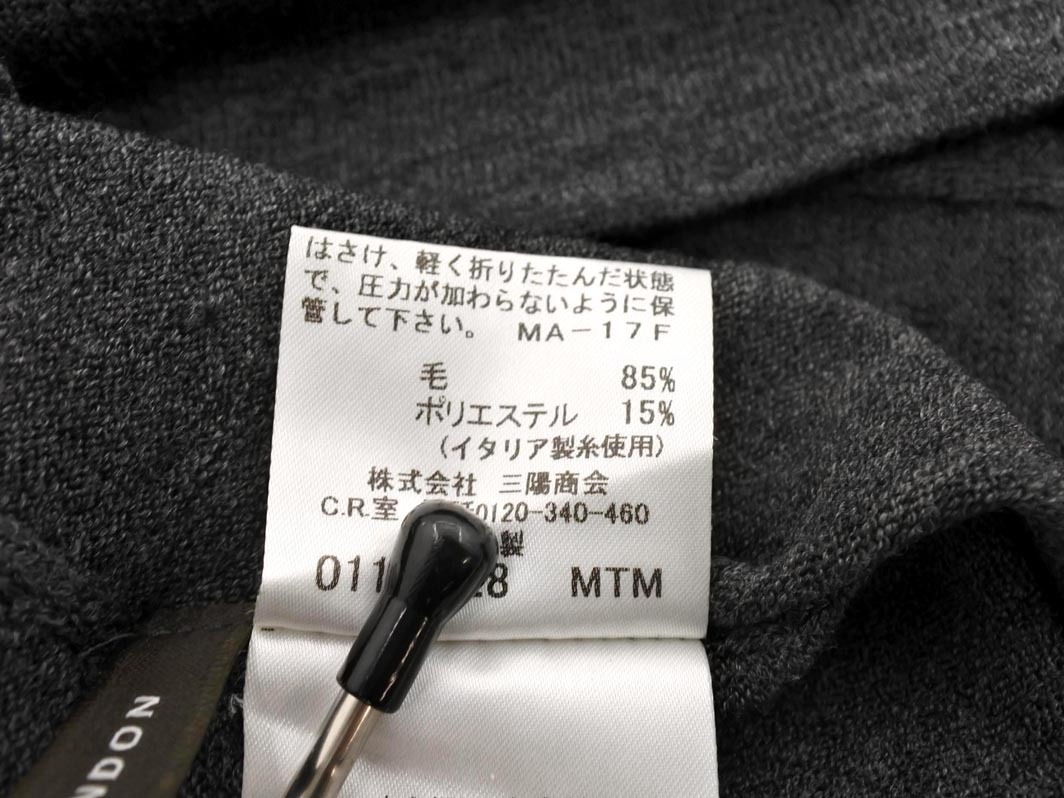 はさけ、軽く折りたたんだ状態
で、圧力が加わらないように保
管して下さい。 MA－17F
毛 85%
ポリエステル 15%
（イタリア製糸使用）
株式会社 三陽商会
C.R.室 0120-340-460
製
011 28 MTM
NDON